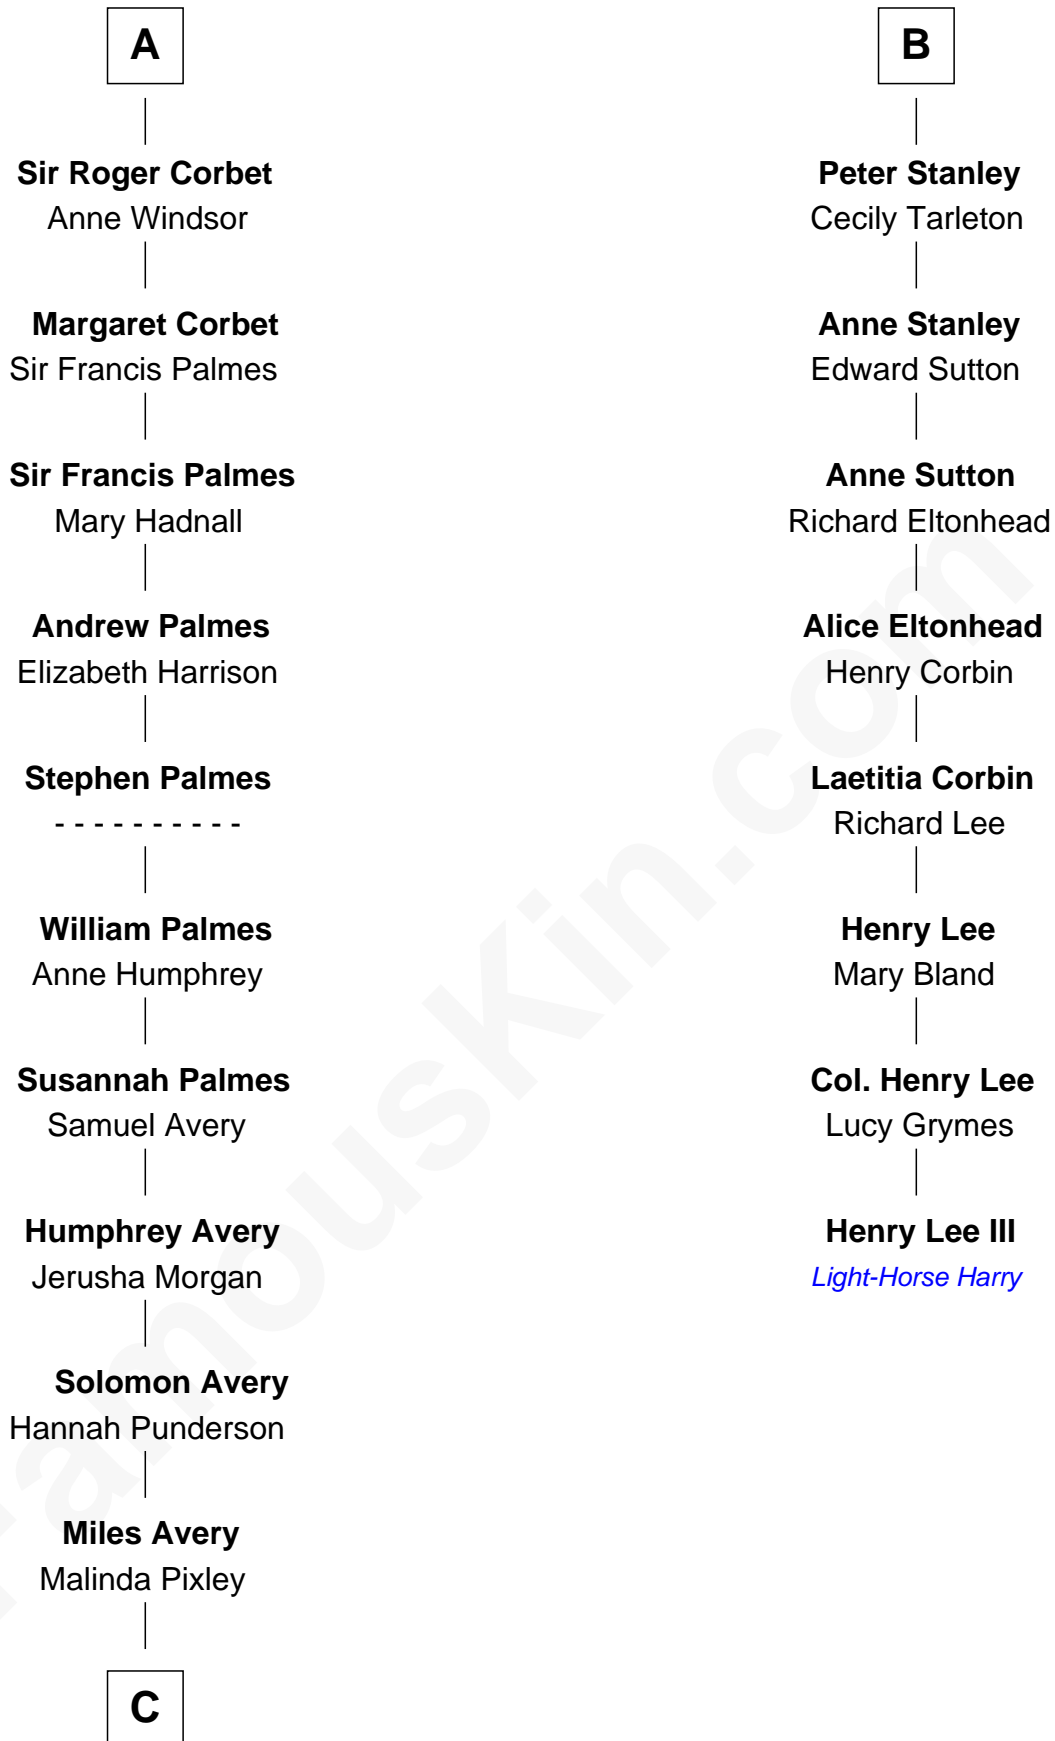 A
Sir Roger Corbet
Anne Windsor
Margaret Corbet
Sir Francis Palmes
Sir Francis Palmes
Mary Hadnall
Andrew Palmes
Elizabeth Harrison
Stephen Palmes
- - - - - - - - - -
William Palmes
Anne Humphrey
Susannah Palmes
Samuel Avery
Humphrey Avery
Jerusha Morgan
Solomon Avery
Hannah Punderson
Miles Avery
Malinda Pixley
C
B
Peter Stanley
Cecily Tarleton
Anne Stanley
Edward Sutton
Anne Sutton
Richard Eltonhead
Alice Eltonhead
Henry Corbin
Laetitia Corbin
Richard Lee
Henry Lee
Mary Bland
Col. Henry Lee
Lucy Grymes
Henry Lee III
Light-Horse Harry
FamousKin.com